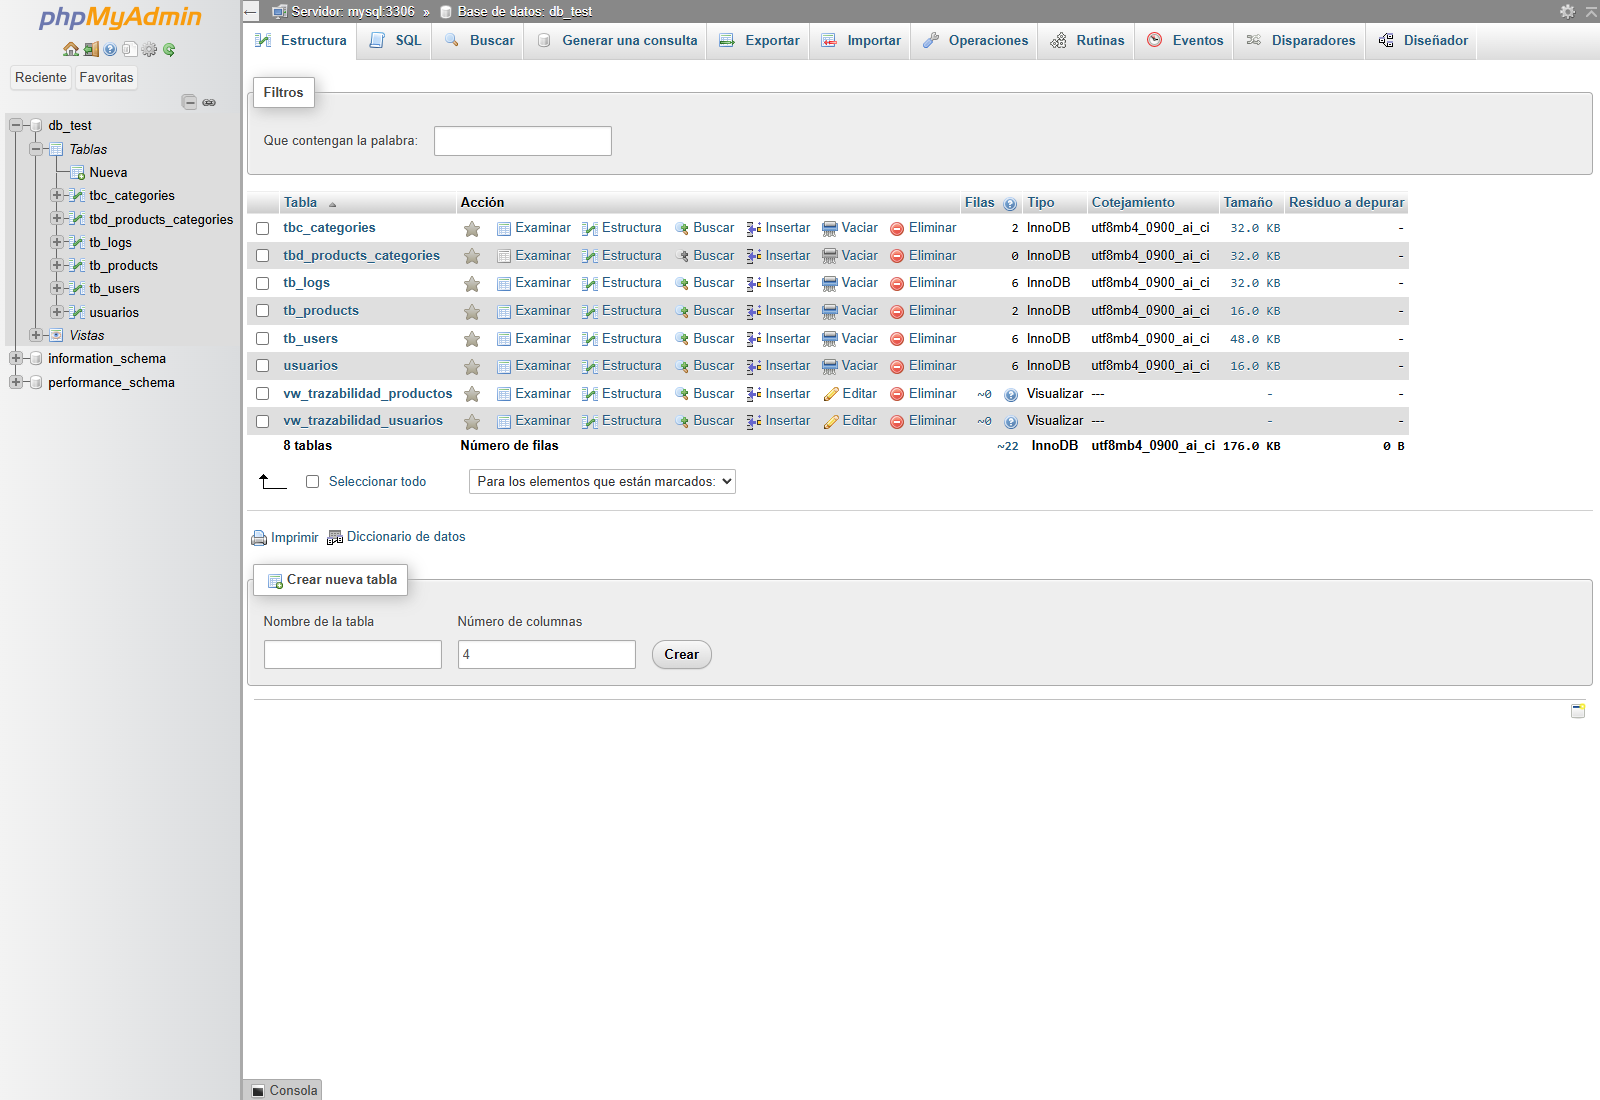 phpMyAdmin
Reciente Favoritas
db_test
Tablas
Nueva
tbc_categories
tbd_products_categories
tb_logs
tb_products
tb_users
usuarios
Vistas
information_schema
performance_schema
Servidor: mysql:3306 » Base de datos: db_test
Estructura SQL Buscar Generar una consulta Exportar Importar Operaciones Rutinas Eventos Disparadores Diseñador
Filtros
Que contengan la palabra:
Tabla Acción Filas Tipo Cotejamiento Tamaño Residuo a depurar
tbc_categories Examinar Estructura Buscar Insertar Vaciar Eliminar 2 InnoDB utf8mb4_0900_ai_ci 32.0 KB -
tbd_products_categories Examinar Estructura Buscar Insertar Vaciar Eliminar 0 InnoDB utf8mb4_0900_ai_ci 32.0 KB -
tb_logs Examinar Estructura Buscar Insertar Vaciar Eliminar 6 InnoDB utf8mb4_0900_ai_ci 32.0 KB -
tb_products Examinar Estructura Buscar Insertar Vaciar Eliminar 2 InnoDB utf8mb4_0900_ai_ci 16.0 KB -
tb_users Examinar Estructura Buscar Insertar Vaciar Eliminar 6 InnoDB utf8mb4_0900_ai_ci 48.0 KB -
usuarios Examinar Estructura Buscar Insertar Vaciar Eliminar 6 InnoDB utf8mb4_0900_ai_ci 16.0 KB -
vw_trazabilidad_productos Examinar Estructura Buscar Insertar Editar Eliminar ~0 Visualizar --- - -
vw_trazabilidad_usuarios Examinar Estructura Buscar Insertar Editar Eliminar ~0 Visualizar --- - -
8 tablas Número de filas ~22 InnoDB utf8mb4_0900_ai_ci 176.0 KB 0 B
Seleccionar todo Para los elementos que están marcados:
Imprimir Diccionario de datos
Crear nueva tabla
Nombre de la tabla Número de columnas
4 Crear
Consola